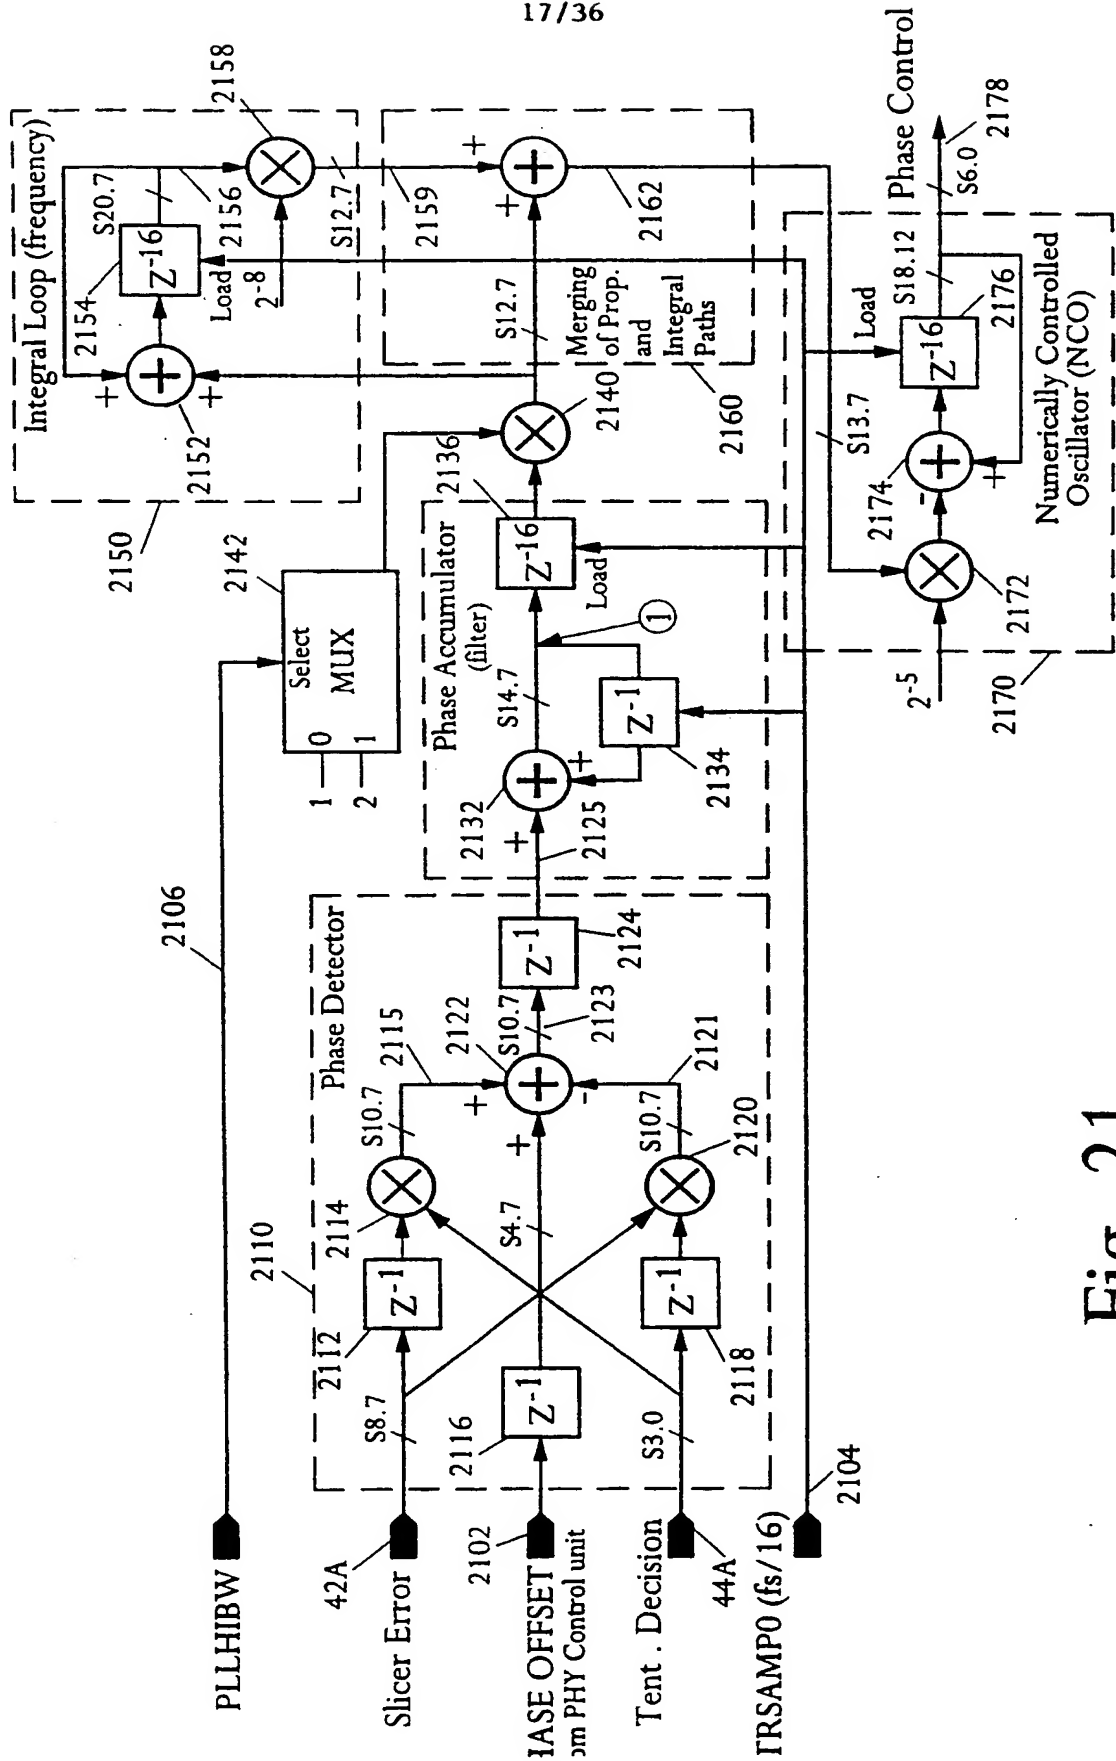 17/36
PLLHIBW
2106
42A
Slicer Error
2102
HASE OFFSET
om PHY Control unit
Tent . Decision
44A
TRSAMP0 (fs/16)
2104
2110
Phase Detector
S8.7
2112
Z-1
2114
S10.7
2115
2116
Z-1
S4.7
+
+
+
-
2122
S10.7
2123
Z-1
2124
S3.0
Z-1
2118
2120
S10.7
2121
Phase Accumulator
(filter)
2125
+
2132
+
+
S14.7
1
Z-1
2134
Z-16
2136
Load
1
0
2
1
Select
MUX
2142
2140
2150
Integral Loop (frequency)
2152
+
+
+
2154
Z-16
Load
S20.7
2156
2-8
2158
S12.7
2159
S12.7
+
+
+
2162
Merging
of Prop.
and
Integral
Paths
2160
S13.7
2170
2-5
2172
2174
-
+
+
Load
Z-16
2176
S18.12
S6.0
Phase Control
2178
Numerically Controlled
Oscillator (NCO)
Fig. 21